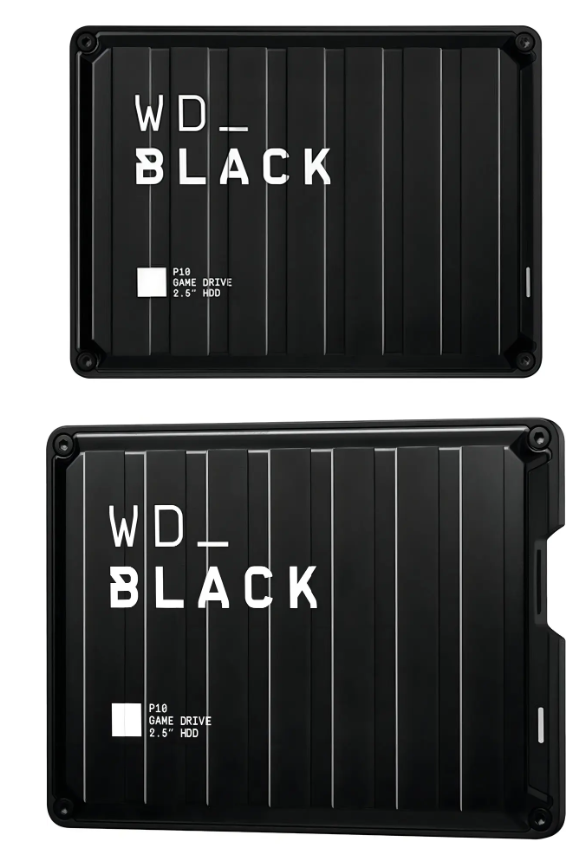 WD_
BLACK
P10
GAME DRIVE
2.5" HDD
WD_
BLACK
P10
GAME DRIVE
2.5" HDD